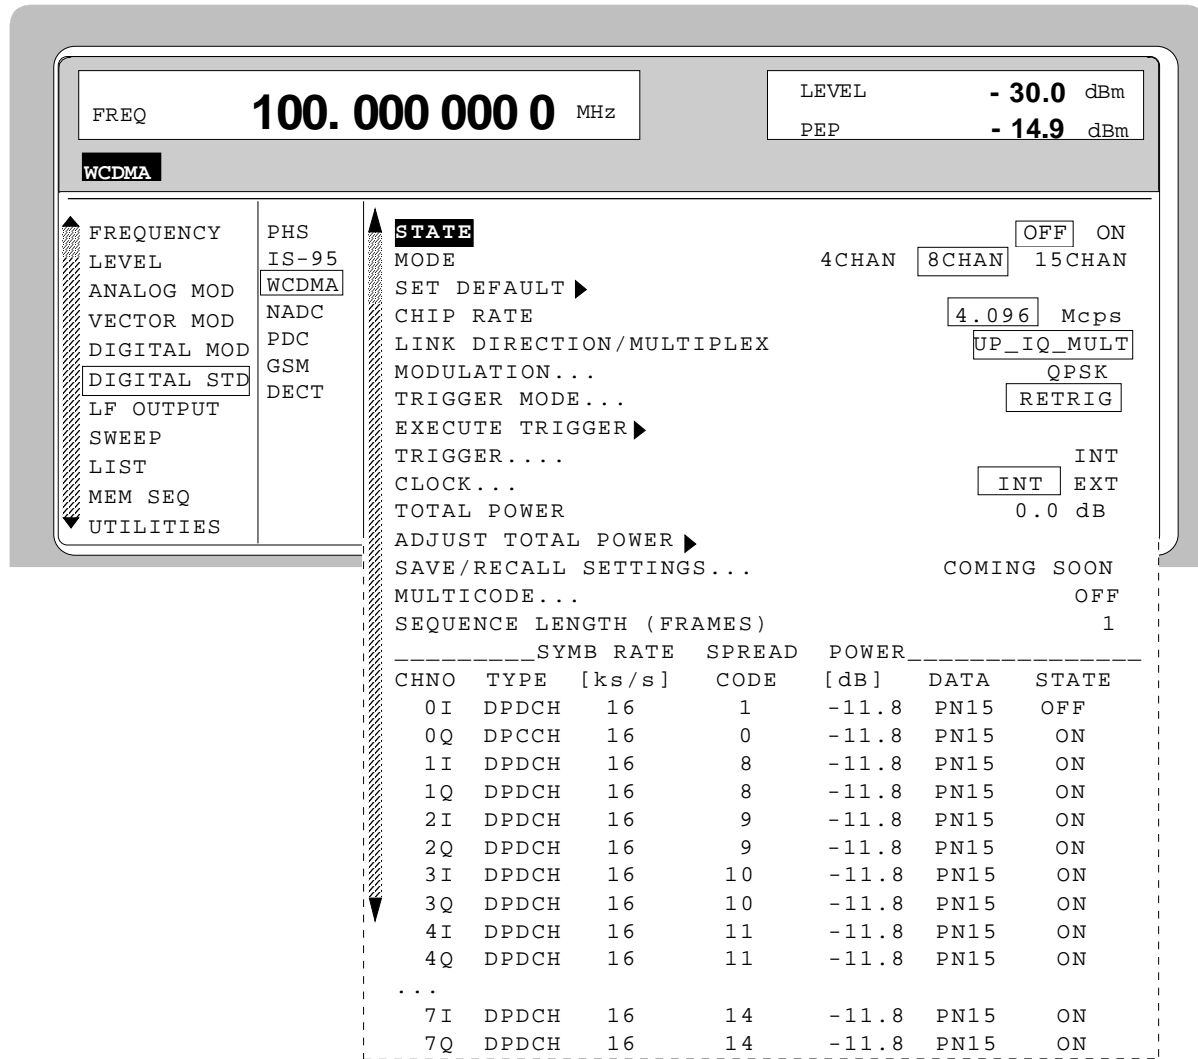 FREQ 100. 000 000 0 MHz
LEVEL - 30.0 dBm
PEP - 14.9 dBm
WCDMA
FREQUENCY
LEVEL
ANALOG MOD
VECTOR MOD
DIGITAL MOD
DIGITAL STD
LF OUTPUT
SWEEP
LIST
MEM SEQ
UTILITIES
PHS
IS-95
WCDMA
NADC
PDC
GSM
DECT
STATE OFF ON
MODE 4CHAN 8CHAN 15CHAN
SET DEFAULT
CHIP RATE 4.096 Mcps
LINK DIRECTION/MULTIPLEX UP_IQ_MULT
MODULATION... QPSK
TRIGGER MODE... RETRIG
EXECUTE TRIGGER
TRIGGER.... INT
CLOCK... INT EXT
TOTAL POWER 0.0 dB
ADJUST TOTAL POWER
SAVE/RECALL SETTINGS... COMING SOON
MULTICODE... OFF
SEQUENCE LENGTH (FRAMES) 1
_________SYMB RATE SPREAD POWER_______________
CHNO TYPE [ks/s] CODE [dB] DATA STATE
0I DPDCH 16 1 -11.8 PN15 OFF
0Q DPCCH 16 0 -11.8 PN15 ON
1I DPDCH 16 8 -11.8 PN15 ON
1Q DPDCH 16 8 -11.8 PN15 ON
2I DPDCH 16 9 -11.8 PN15 ON
2Q DPDCH 16 9 -11.8 PN15 ON
3I DPDCH 16 10 -11.8 PN15 ON
3Q DPDCH 16 10 -11.8 PN15 ON
4I DPDCH 16 11 -11.8 PN15 ON
4Q DPDCH 16 11 -11.8 PN15 ON
...
7I DPDCH 16 14 -11.8 PN15 ON
7Q DPDCH 16 14 -11.8 PN15 ON